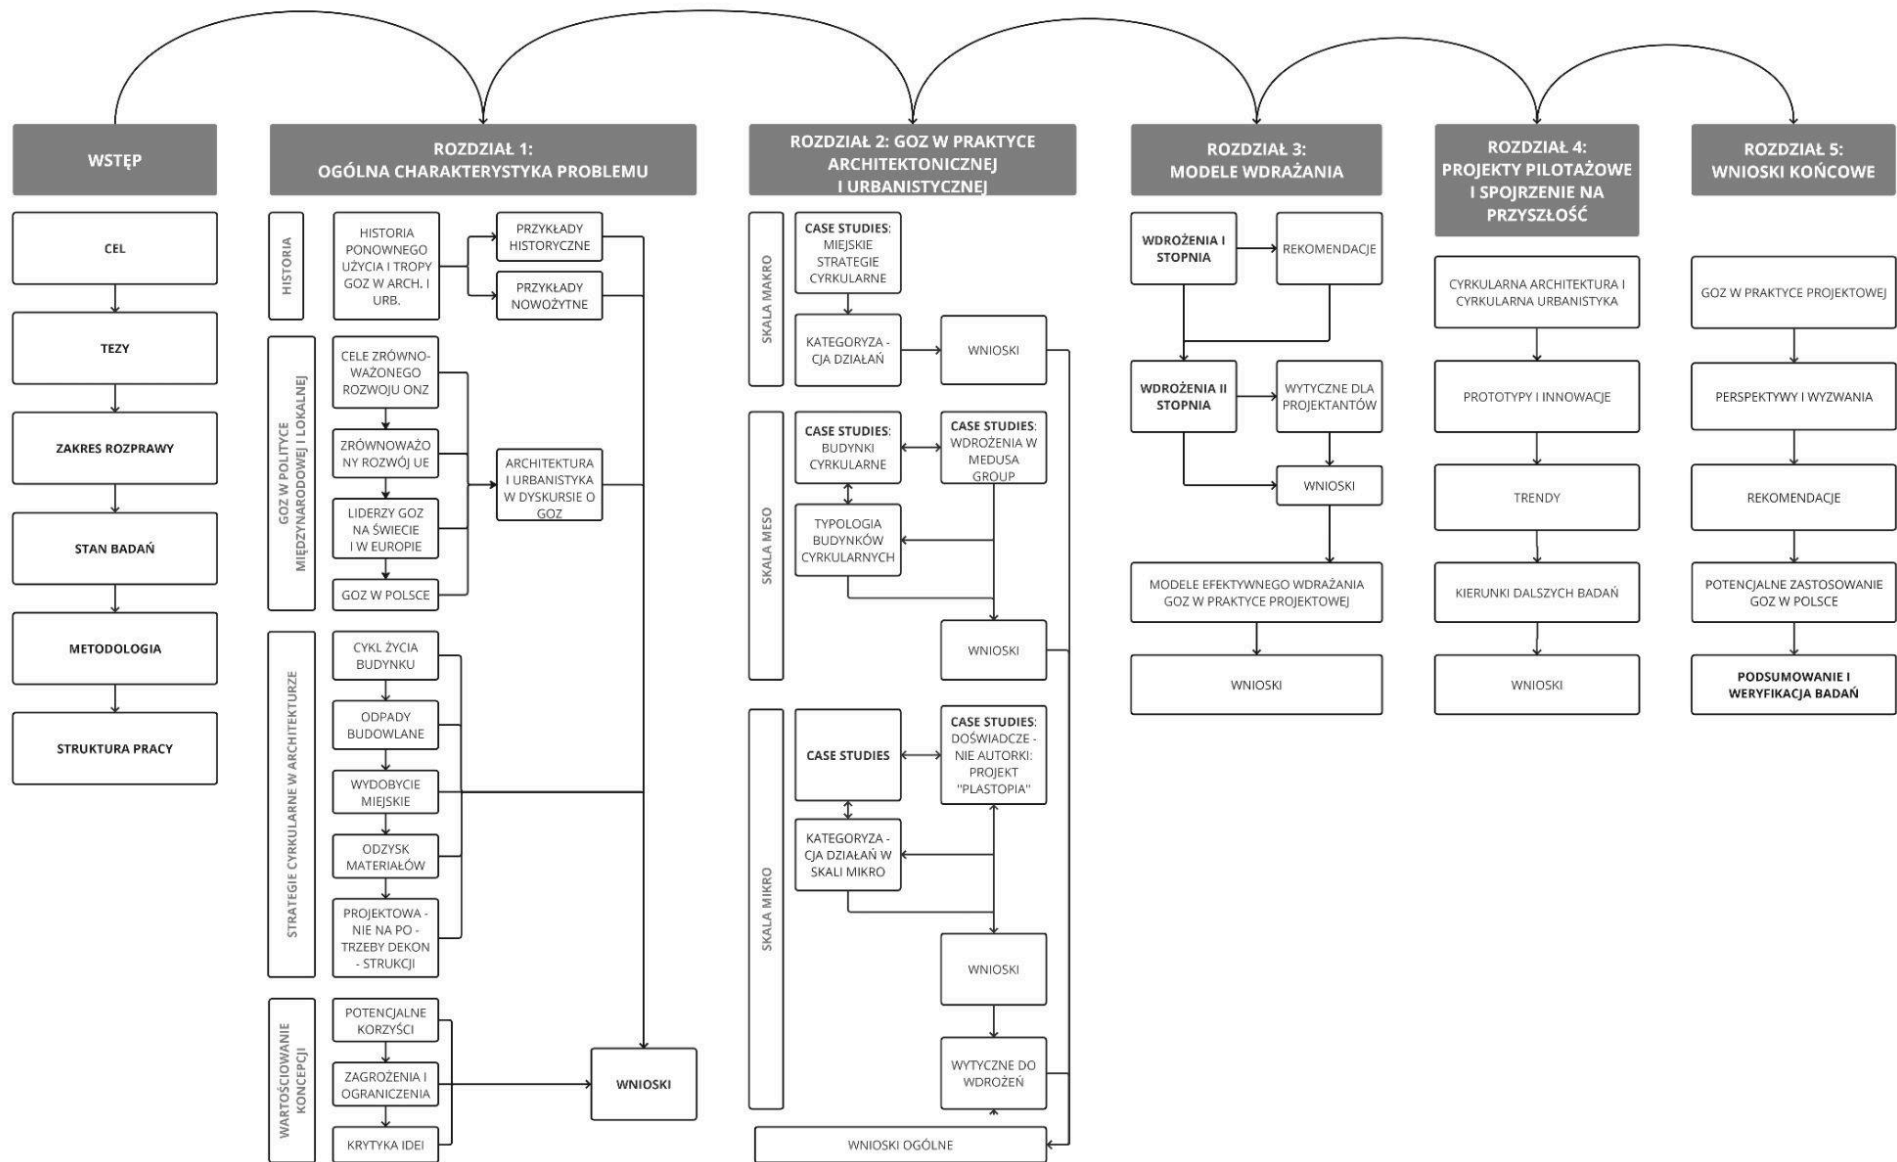 WSTĘP
CEL
TEZY
ZAKRES ROZPRAWY
STAN BADAŃ
METODOLOGIA
STRUKTURA PRACY
ROZDZIAŁ 1:
OGÓLNA CHARAKTERYSTYKA PROBLEMU
HISTORIA
HISTORIA
PONOWNEGO
UŻYCIA I TROPY
GOZ W ARCH. I
URB.
PRZYKŁADY
HISTORYCZNE
PRZYKŁADY
NOWOŻYTNE
GOZ W POLITYCE
MIĘDZYNARODOWEJ I LOKALNEJ
CELE ZRÓWNO-
WAŻONEGO
ROZWOJU ONZ
ZRÓWNOWAŻO
NY ROZWÓJ UE
LIDERZY GOZ
NA ŚWIECIE
I W EUROPIE
GOZ W POLSCE
ARCHITEKTURA
I URBANISTYKA
W DYSKURSIE O
GOZ
STRATEGIE CYRKULARNE W ARCHITEKTURZE
CYKL ŻYCIA
BUDYNKU
ODPADY
BUDOWLANE
WYDOBYCIE
MIEJSKIE
ODZYSK
MATERIAŁÓW
PROJEKTOWA -
NIE NA PO -
TRZEBY DEKON
- STRUKCJI
WARTOŚCIOWANIE
KONCEPCJI
POTENCJALNE
KORZYŚCI
ZAGROŻENIA I
OGRANICZENIA
KRYTYKA IDEI
WNIOSKI
ROZDZIAŁ 2: GOZ W PRAKTYCE
ARCHITEKTONICZNEJ
I URBANISTYCZNEJ
SKALA MAKRO
CASE STUDIES:
MIEJSKIE
STRATEGIE
CYRKULARNE
KATEGORYZA -
CJA DZIAŁAŃ
WNIOSKI
SKALA MESO
CASE STUDIES:
BUDYNKI
CYRKULARNE
CASE STUDIES:
WDROŻENIA W
MEDUSA
GROUP
TYPOLOGIA
BUDYNKÓW
CYRKULARNYCH
WNIOSKI
SKALA MIKRO
CASE STUDIES
CASE STUDIES:
DOŚWIADCZE -
NIE AUTORKI:
PROJEKT
"PLASTOPIA"
KATEGORYZA -
CJA DZIAŁAŃ W
SKALI MIKRO
WNIOSKI
WYTYCZNE DO
WDROŻEŃ
WNIOSKI OGÓLNE
ROZDZIAŁ 3:
MODELE WDRAŻANIA
WDROŻENIA I
STOPNIA
REKOMENDACJE
WDROŻENIA II
STOPNIA
WYTYCZNE DLA
PROJEKTANTÓW
WNIOSKI
MODELE EFEKTYWNEGO WDRAŻANIA
GOZ W PRAKTYCE PROJEKTOWEJ
WNIOSKI
ROZDZIAŁ 4:
PROJEKTY PILOTAŻOWE
I SPOJRZENIE NA
PRZYSZŁOŚĆ
CYRKULARNA ARCHITEKTURA I
CYRKULARNA URBANISTYKA
PROTOTYPY I INNOWACJE
TRENDY
KIERUNKI DALSZYCH BADAŃ
WNIOSKI
ROZDZIAŁ 5:
WNIOSKI KOŃCOWE
GOZ W PRAKTYCE PROJEKTOWEJ
PERSPEKTYWY I WYZWANIA
REKOMENDACJE
POTENCJALNE ZASTOSOWANIE
GOZ W POLSCE
PODSUMOWANIE I
WERYFIKACJA BADAŃ